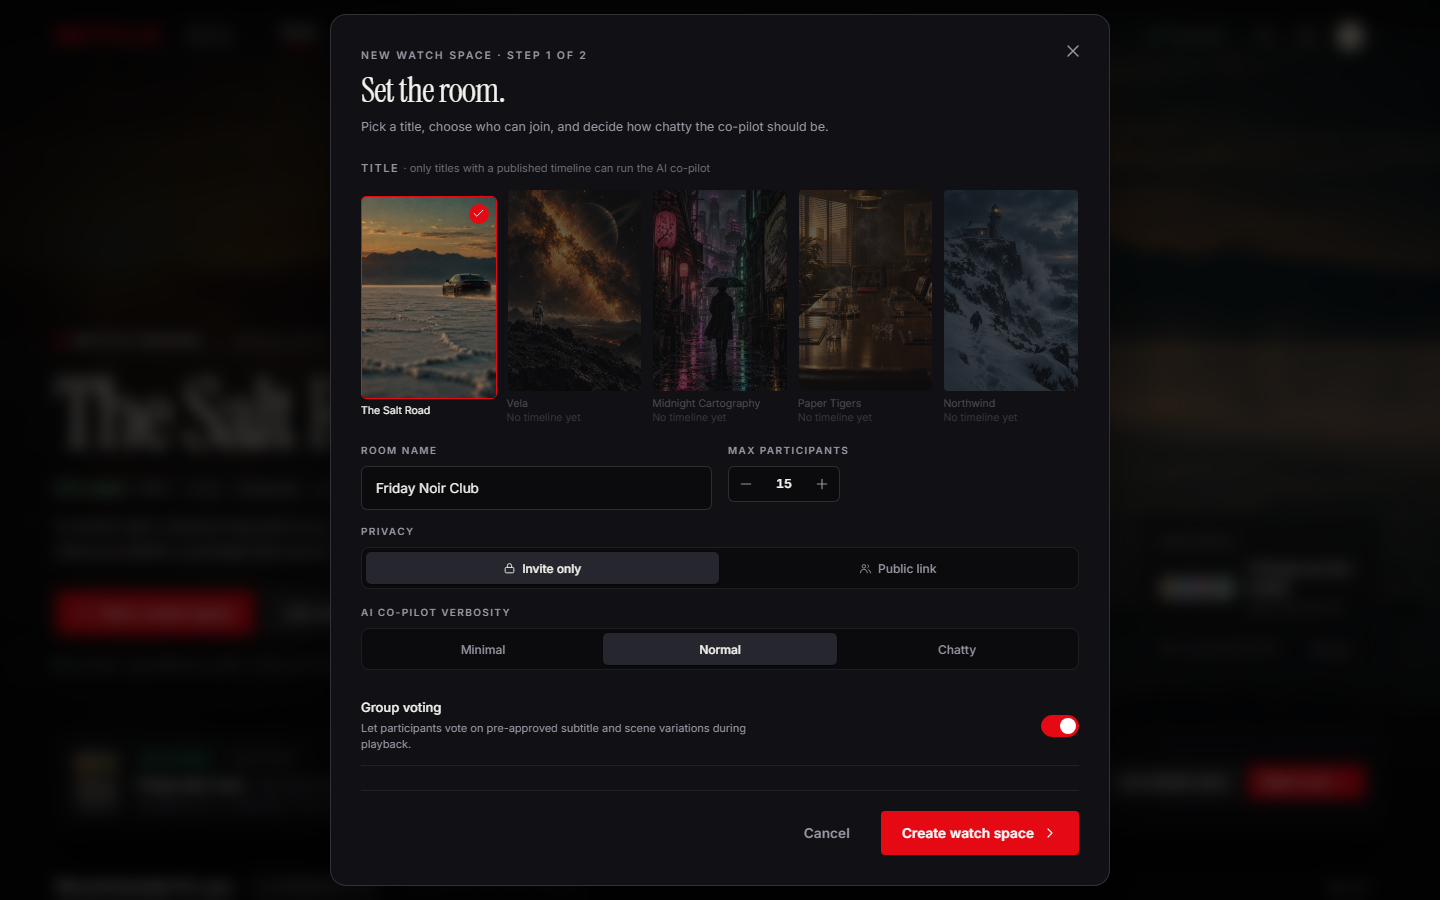 NEW WATCH SPACE · STEP 1 OF 2
Set the room.
Pick a title, choose who can join, and decide how chatty the co-pilot should be.
TITLE · only titles with a published timeline can run the AI co-pilot
The Salt Road
Vela
No timeline yet
Midnight Cartography
No timeline yet
Paper Tigers
No timeline yet
Northwind
No timeline yet
ROOM NAME
MAX PARTICIPANTS
Friday Noir Club
15
PRIVACY
Invite only
Public link
AI CO-PILOT VERBOSITY
Minimal
Normal
Chatty
Group voting
Let participants vote on pre-approved subtitle and scene variations during
playback.
Cancel
Create watch space
The Salt